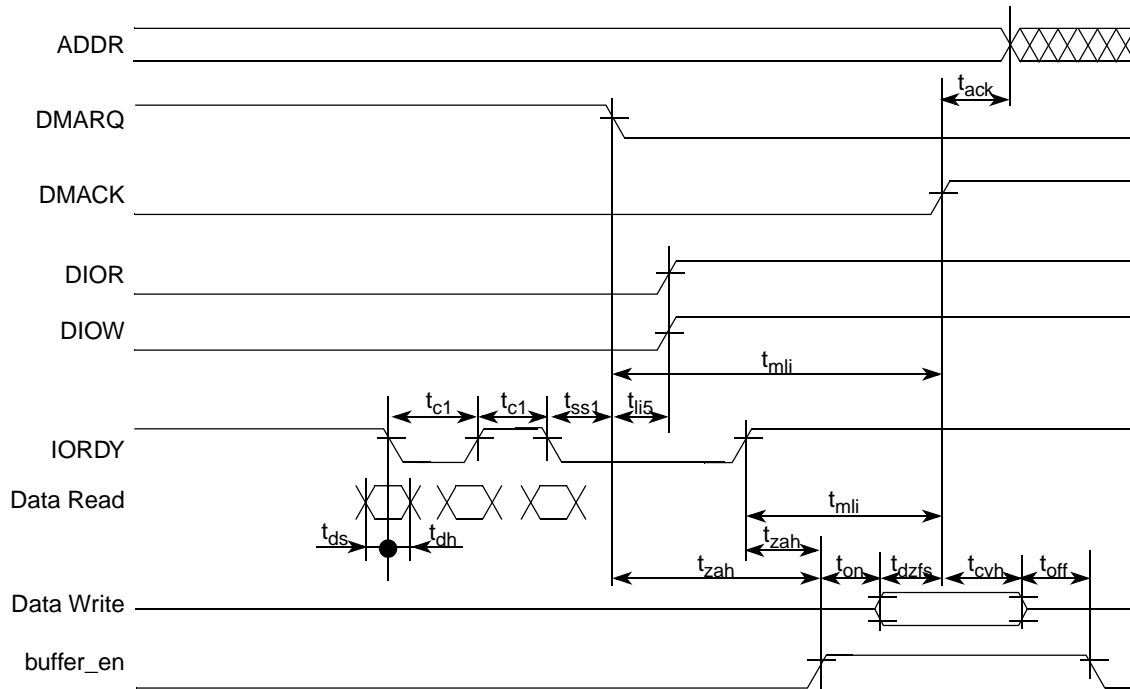 ADDR
t_ack
DMARQ
DMACK
DIOR
DIOW
t_mli
t_c1 t_c1 t_ss1 t_li5
IORDY
Data Read
t_mli
t_ds t_dh t_zah
t_zah t_on t_dzfs t_cvh t_off
Data Write
buffer_en